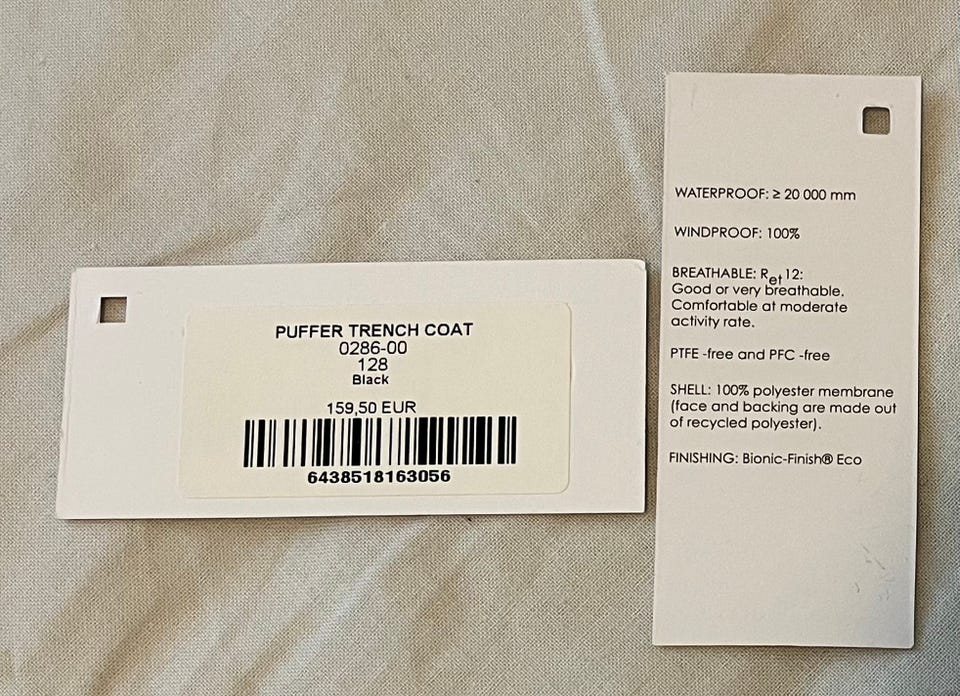 PUFFER TRENCH COAT
0286-00
128
Black
159,50 EUR
6438518163056
WATERPROOF: ≥ 20 000 mm
WINDPROOF: 100%
BREATHABLE: Ret 12:
Good or very breathable.
Comfortable at moderate
activity rate.
PTFE -free and PFC -free
SHELL: 100% polyester membrane
(face and backing are made out
of recycled polyester).
FINISHING: Bionic-Finish® Eco